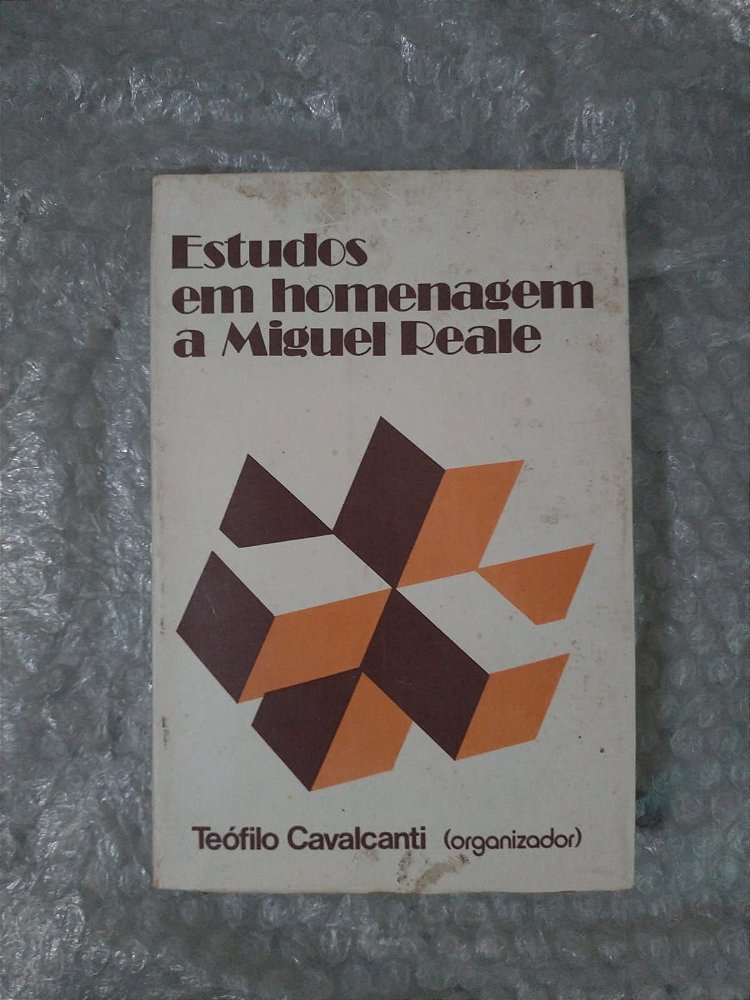 Estudos
em homenagem
a Miguel Reale
Teófilo Cavalcanti (organizador)